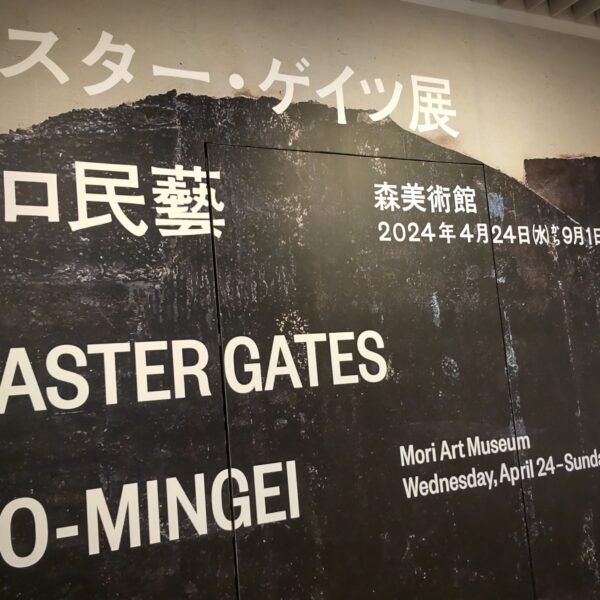 スター・ゲイツ展
ロ民藝
森美術館
2024年4月24日(水)から9月1日
ASTER GATES
O-MINGEI
Mori Art Museum
Wednesday, April 24–Sunda